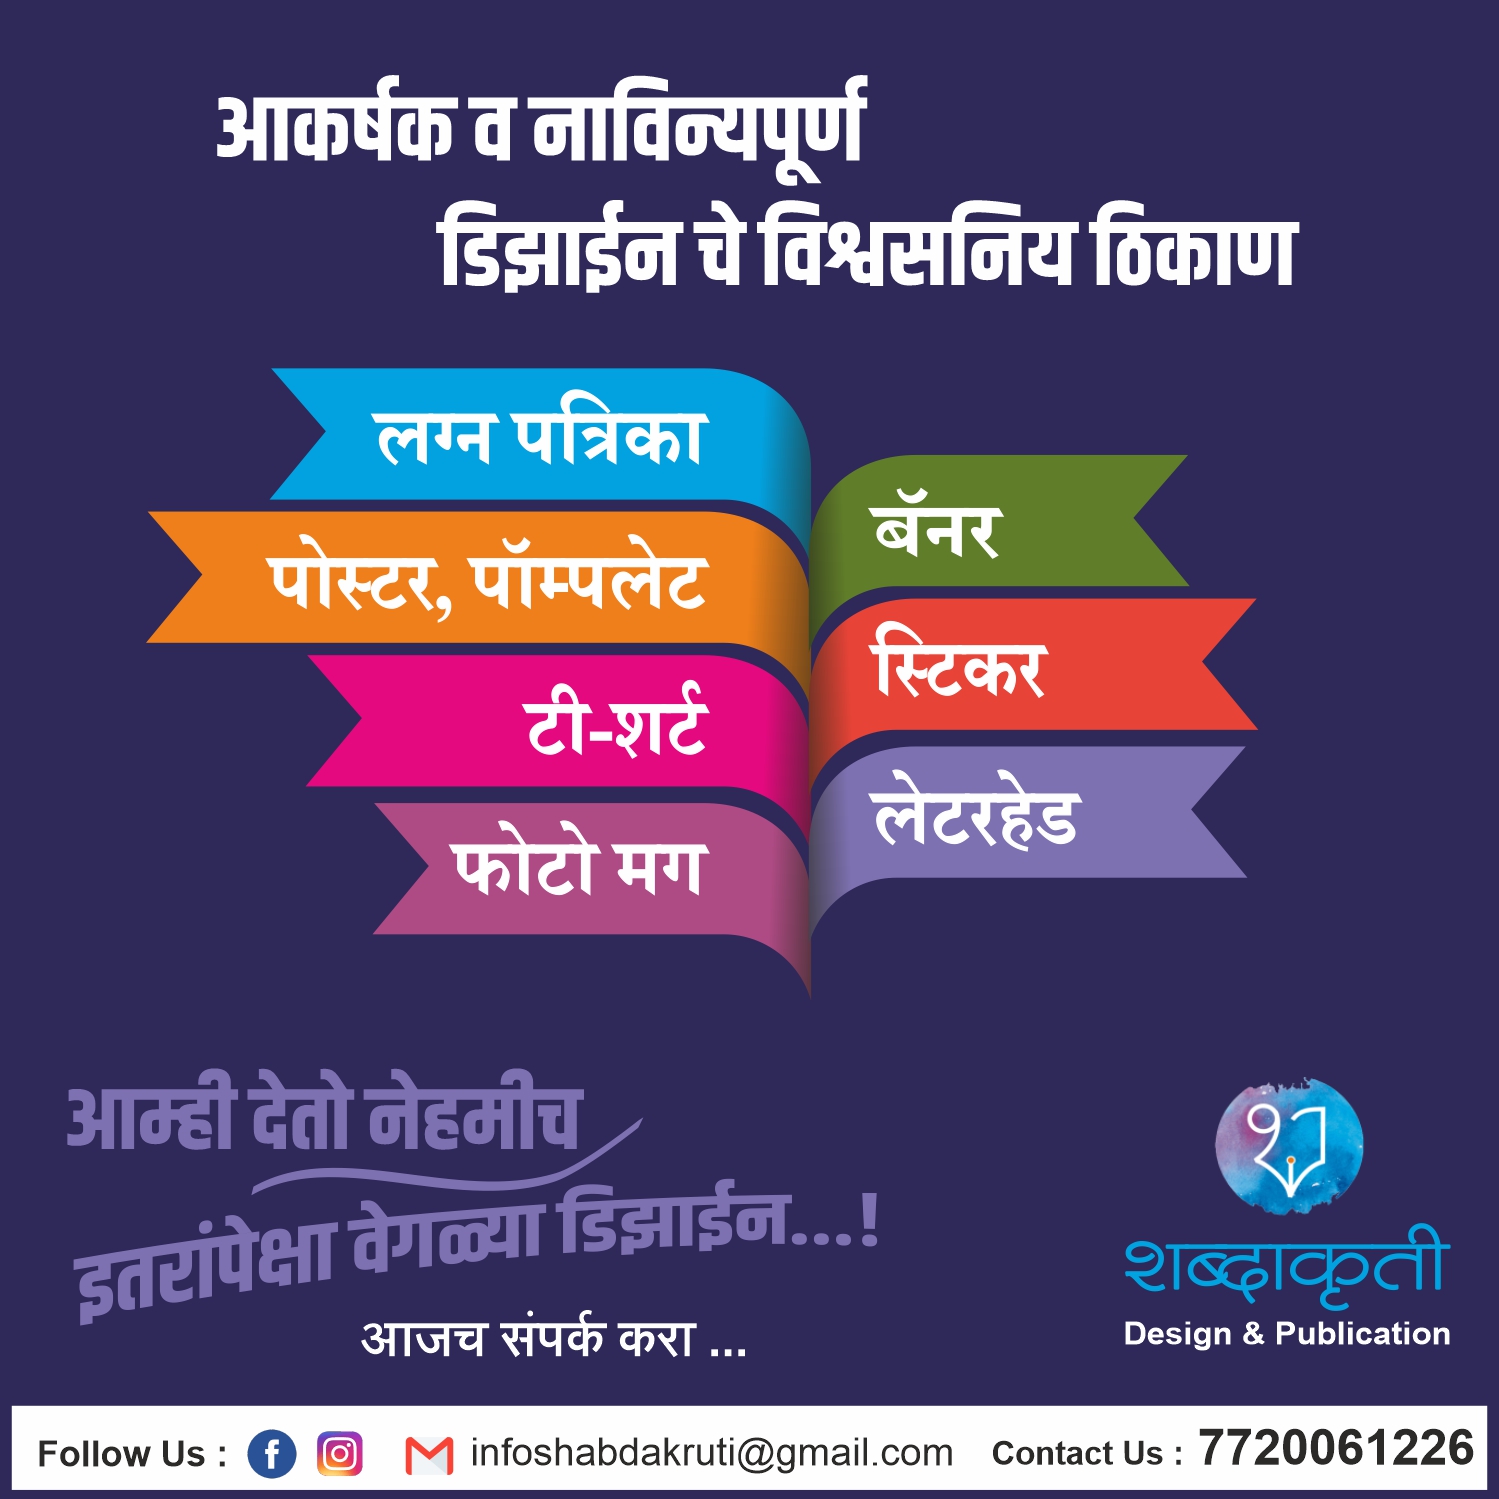 आकर्षक व नाविन्यपूर्ण
डिझाईन चे विश्वसनिय ठिकाण
लग्न पत्रिका
पोस्टर, पॉम्पलेट
टी-शर्ट
फोटो मग
बॅनर
स्टिकर
लेटरहेड
आम्ही देतो नेहमीच
इतरांपेक्षा वेगळ्या डिझाईन...!
आजच संपर्क करा ...
शब्दाकृती
Design & Publication
Follow Us : infoshabdakruti@gmail.com Contact Us : 7720061226